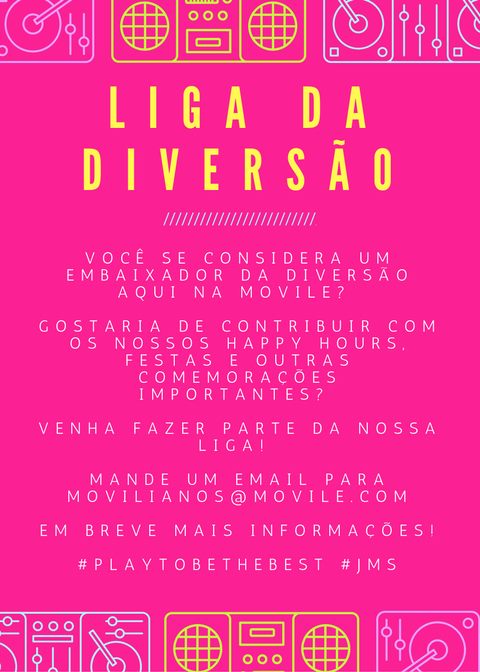 LIGA DA
DIVERSÃO
/////////////////////////
VOCÊ SE CONSIDERA UM
EMBAIXADOR DA DIVERSÃO
AQUI NA MOVILE?
GOSTARIA DE CONTRIBUIR COM
OS NOSSOS HAPPY HOURS,
FESTAS E OUTRAS
COMEMORAÇÕES
IMPORTANTES?
VENHA FAZER PARTE DA NOSSA
LIGA!
MANDE UM EMAIL PARA
MOVILIANOS@MOVILE.COM
EM BREVE MAIS INFORMAÇÕES!
#PLAYTOBETHEBEST #JMS